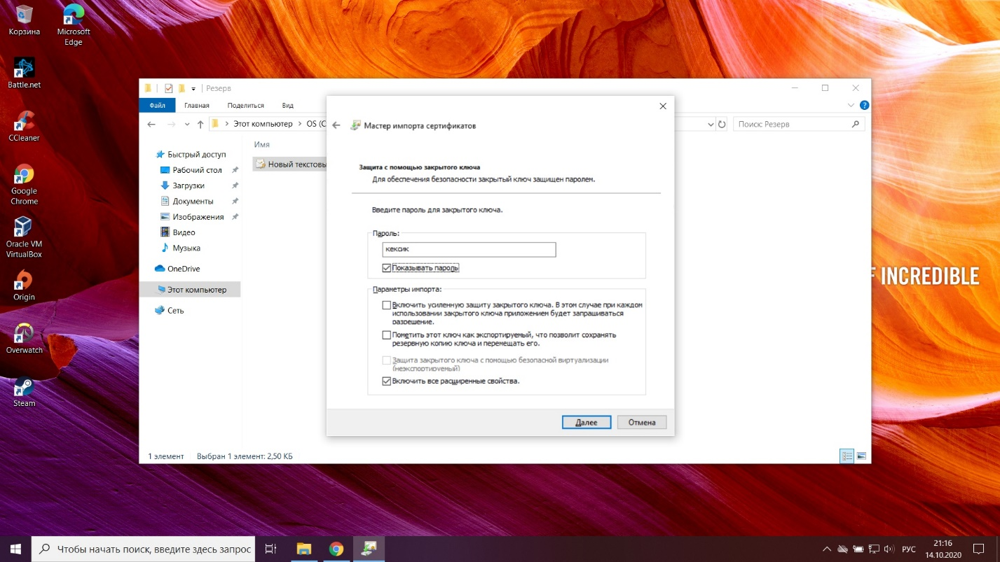 Корзина
Microsoft
Edge
Battle.net
CCleaner
Google
Chrome
Oracle VM
VirtualBox
Origin
Overwatch
Steam
Резерв
Файл
Главная
Поделиться
Вид
Этот компьютер
OS (C
Поиск: Резерв
Имя
Новый текстовы
Быстрый доступ
Рабочий стол
Загрузки
Документы
Изображения
Видео
Музыка
OneDrive
Этот компьютер
Сеть
1 элемент
Выбран 1 элемент: 2,50 КБ
Мастер импорта сертификатов
Защита с помощью закрытого ключа
Для обеспечения безопасности закрытый ключ защищен паролем.
Введите пароль для закрытого ключа.
Пароль:
кексик
Показывать пароль
Параметры импорта:
Включить усиленную защиту закрытого ключа. В этом случае при каждом
использовании закрытого ключа приложением будет запрашиваться
разрешение.
Пометить этот ключ как экспортируемый, что позволит сохранять
резервную копию ключа и перемещать его.
Защита закрытого ключа с помощью безопасной виртуализации
(неэкспортируемый)
Включить все расширенные свойства.
Далее
Отмена
INCREDIBLE
Чтобы начать поиск, введите здесь запрос
РУС
21:16
14.10.2020